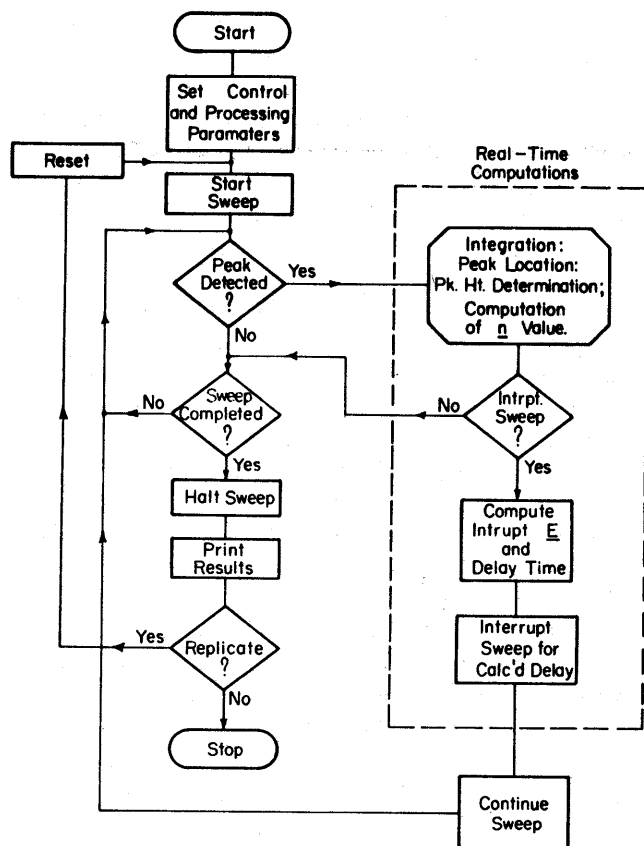 Start
Set Control
and Processing
Paramaters
Reset
Start
Sweep
Real-Time
Computations
Peak
Detected
?
Yes
No
Integration:
Peak Location:
Pk. Ht. Determination;
Computation
of n Value.
Sweep
Completed
?
No
Yes
Intrpt.
Sweep
?
No
Yes
Halt Sweep
Print
Results
Compute
Intrupt E
and
Delay Time
Interrupt
Sweep for
Calc'd Delay
Replicate
?
Yes
No
Stop
Continue
Sweep